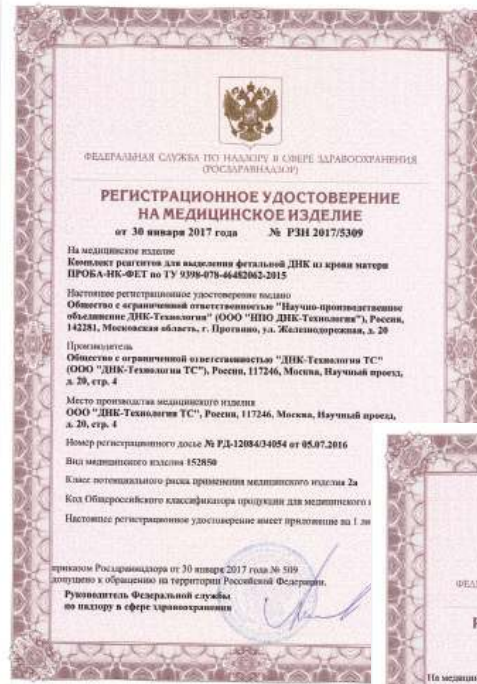 ФЕДЕРАЛЬНАЯ СЛУЖБА ПО НАДЗОРУ В СФЕРЕ ЗДРАВООХРАНЕНИЯ
(РОСЗДРАВНАДЗОР)
РЕГИСТРАЦИОННОЕ УДОСТОВЕРЕНИЕ
НА МЕДИЦИНСКОЕ ИЗДЕЛИЕ
от 30 января 2017 года № РЗН 2017/5309
На медицинское изделие
Комплект реагентов для выделения фетальной ДНК из крови матери
ПРОБА-НК-ФЕТ по ТУ 9398-078-46482062-2015
Настоящее регистрационное удостоверение выдано
Общество с ограниченной ответственностью "Научно-производственное
объединение ДНК-Технология" (ООО "НПО ДНК-Технология"), Россия,
142281, Московская область, г. Протвино, ул. Железнодорожная, д. 20
Производитель
Общество с ограниченной ответственностью "ДНК-Технология ТС"
(ООО "ДНК-Технология ТС"), Россия, 117246, Москва, Научный проезд,
д. 20, стр. 4
Место производства медицинского изделия
ООО "ДНК-Технология ТС", Россия, 117246, Москва, Научный проезд,
д. 20, стр. 4
Номер регистрационного досье № РД-12084/34054 от 05.07.2016
Вид медицинского изделия 152850
Класс потенциального риска применения медицинского изделия 2а
Код Общероссийского классификатора продукции для медицинского и
Настоящее регистрационное удостоверение имеет приложение на 1 ли
приказом Росздравнадзора от 30 января 2017 года № 509
допущено к обращению на территории Российской Федерации.
Руководитель Федеральной службы
по надзору в сфере здравоохранения
ФЕД
Р
На медицин